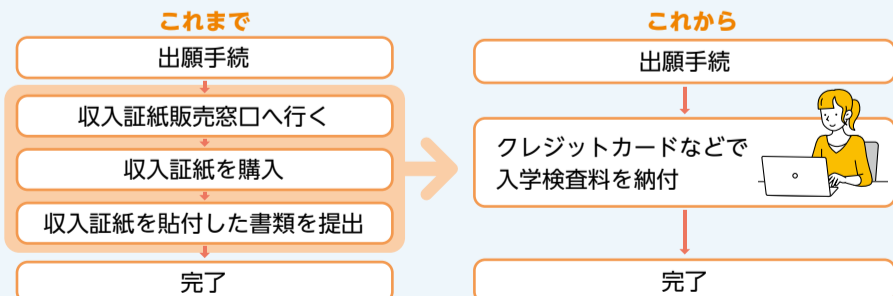 これまで
出願手続
収入証紙販売窓口へ行く
収入証紙を購入
収入証紙を貼付した書類を提出
完了
これから
出願手続
クレジットカードなどで
入学検査料を納付
完了